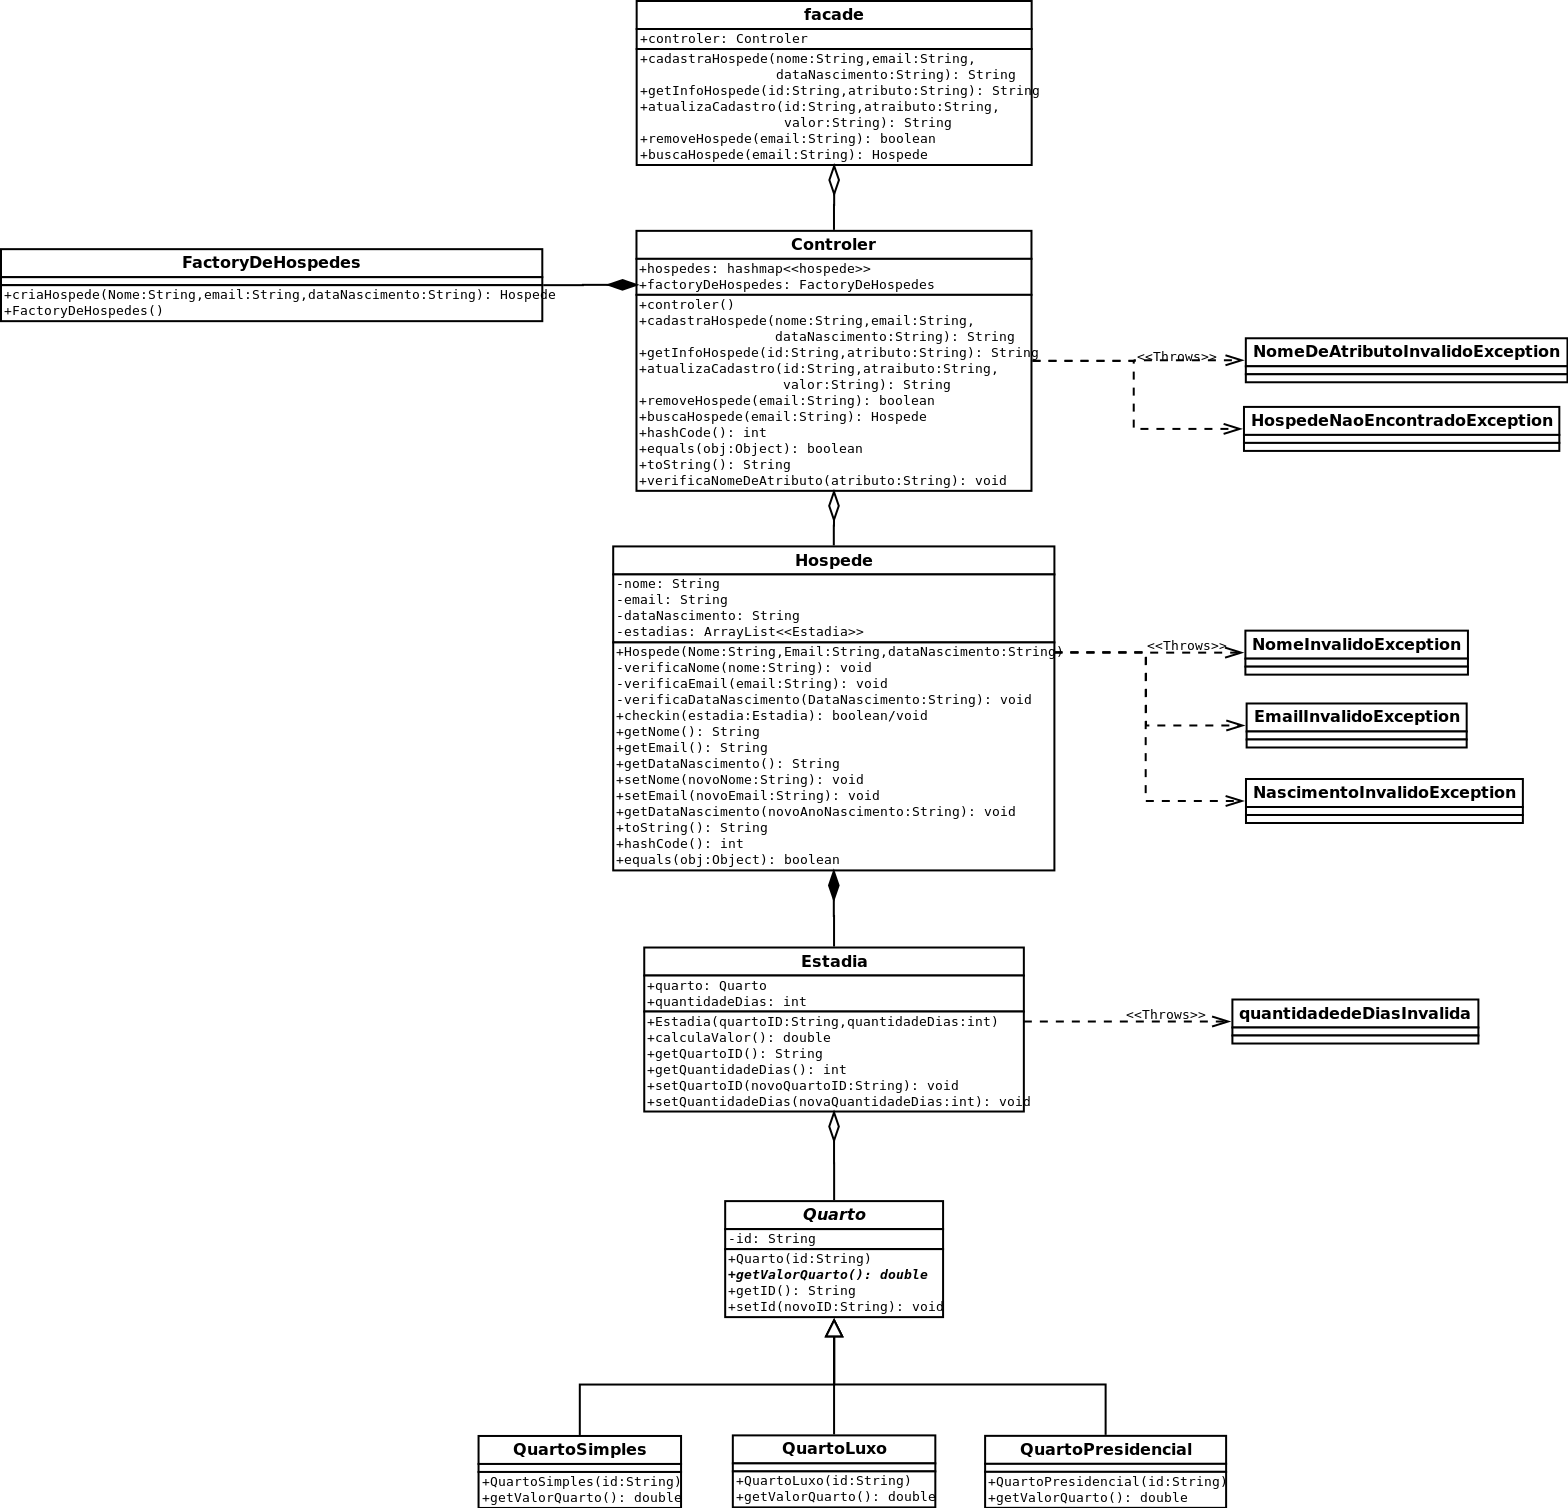 facade
+controler: Controler
+cadastraHospede(nome:String,email:String,
dataNascimento:String): String
+getInfoHospede(id:String,atributo:String): String
+atualizaCadastro(id:String,atraibuto:String,
valor:String): String
+removeHospede(email:String): boolean
+buscaHospede(email:String): Hospede
FactoryDeHospedes
+criaHospede(Nome:String,email:String,dataNascimento:String): Hospede
+FactoryDeHospedes()
Controler
+hospedes: hashmap<<hospede>>
+factoryDeHospedes: FactoryDeHospedes
+controler()
+cadastraHospede(nome:String,email:String,
dataNascimento:String): String
+getInfoHospede(id:String,atributo:String): String
+atualizaCadastro(id:String,atraibuto:String,
valor:String): String
+removeHospede(email:String): boolean
+buscaHospede(email:String): Hospede
+hashCode(): int
+equals(obj:Object): boolean
+toString(): String
+verificaNomeDeAtributo(atributo:String): void
<<Throws>>
NomeDeAtributoInvalidoException
HospedeNaoEncontradoException
Hospede
-nome: String
-email: String
-dataNascimento: String
-estadias: ArrayList<<Estadia>>
+Hospede(Nome:String,Email:String,dataNascimento:String)
-verificaNome(nome:String): void
-verificaEmail(email:String): void
-verificaDataNascimento(DataNascimento:String): void
+checkin(estadia:Estadia): boolean/void
+getNome(): String
+getEmail(): String
+getDataNascimento(): String
+setNome(novoNome:String): void
+setEmail(novoEmail:String): void
+getDataNascimento(novoAnoNascimento:String): void
+toString(): String
+hashCode(): int
+equals(obj:Object): boolean
<<Throws>>
NomeInvalidoException
EmailInvalidoException
NascimentoInvalidoException
Estadia
+quarto: Quarto
+quantidadeDias: int
+Estadia(quartoID:String,quantidadeDias:int)
+calculaValor(): double
+getQuartoID(): String
+getQuantidadeDias(): int
+setQuartoID(novoQuartoID:String): void
+setQuantidadeDias(novaQuantidadeDias:int): void
<<Throws>>
quantidadedeDiasInvalida
Quarto
-id: String
+Quarto(id:String)
+getValorQuarto(): double
+getID(): String
+setId(novoID:String): void
QuartoSimples
+QuartoSimples(id:String)
+getValorQuarto(): double
QuartoLuxo
+QuartoLuxo(id:String)
+getValorQuarto(): double
QuartoPresidencial
+QuartoPresidencial(id:String)
+getValorQuarto(): double